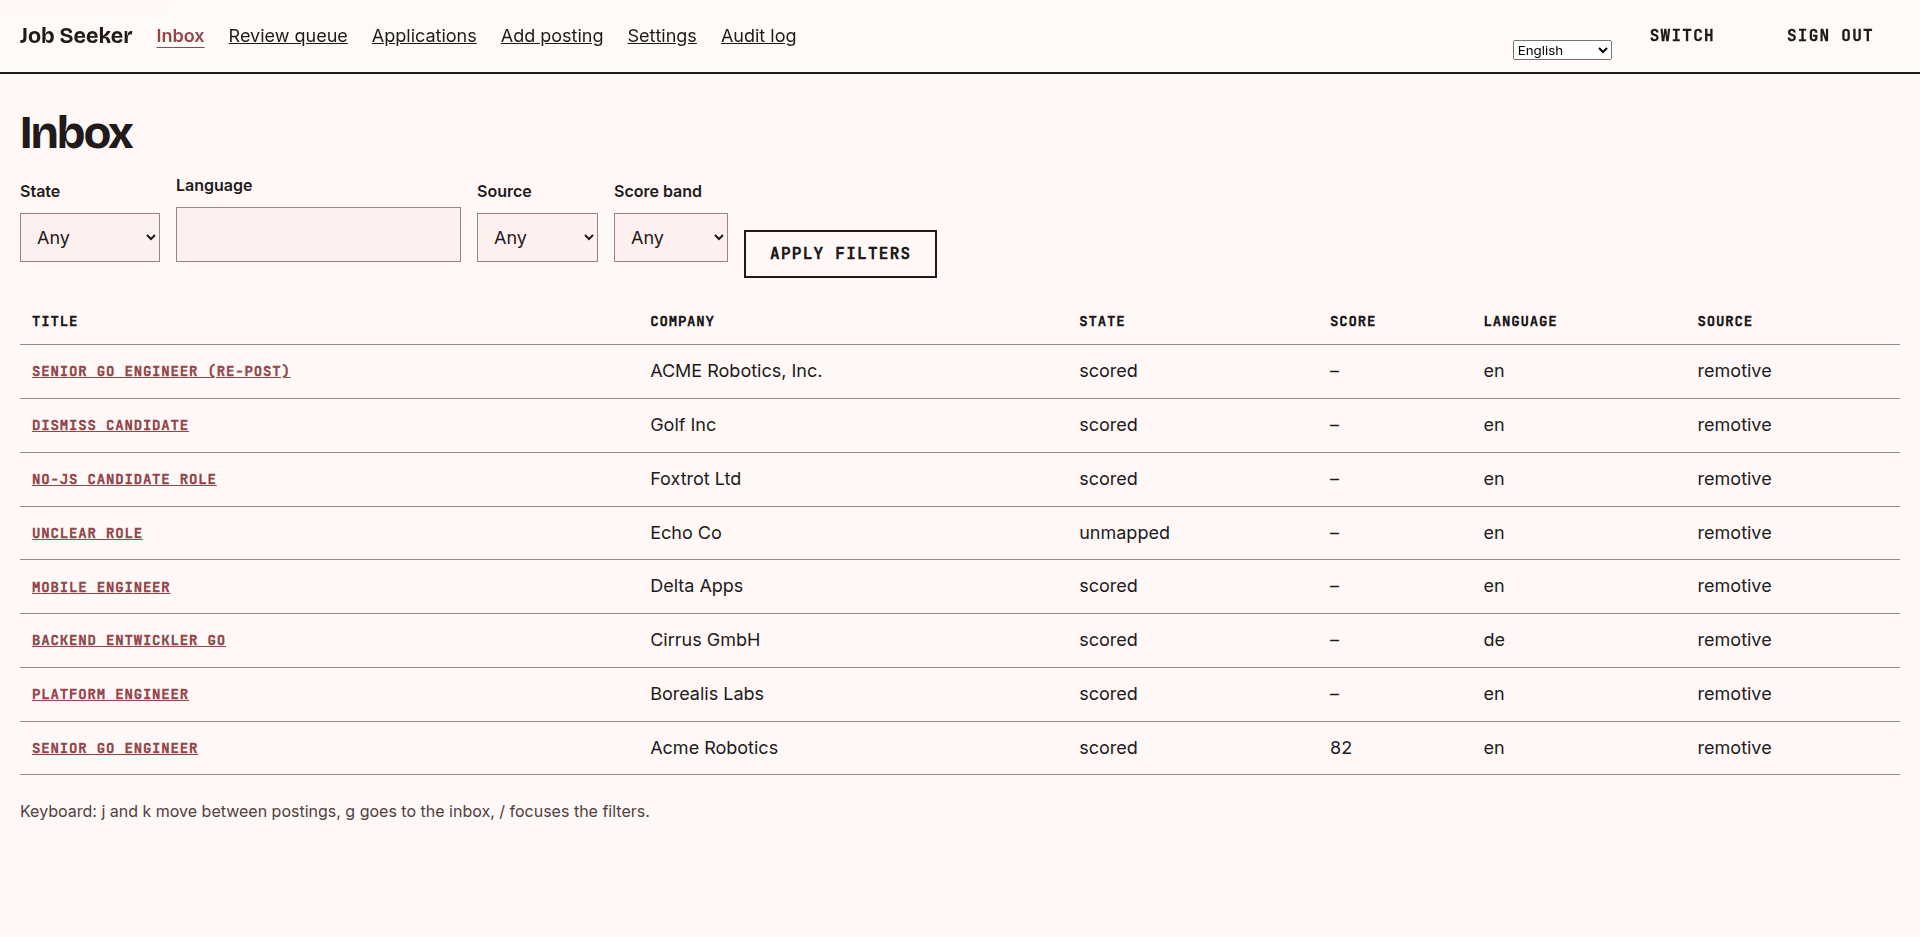 Job Seeker Inbox Review queue Applications Add posting Settings Audit log English SWITCH SIGN OUT
Inbox
State Language Source Score band
Any Any Any APPLY FILTERS
TITLE COMPANY STATE SCORE LANGUAGE SOURCE
SENIOR GO ENGINEER (RE-POST) ACME Robotics, Inc. scored – en remotive
DISMISS CANDIDATE Golf Inc scored – en remotive
NO-JS CANDIDATE ROLE Foxtrot Ltd scored – en remotive
UNCLEAR ROLE Echo Co unmapped – en remotive
MOBILE ENGINEER Delta Apps scored – en remotive
BACKEND ENTWICKLER GO Cirrus GmbH scored – de remotive
PLATFORM ENGINEER Borealis Labs scored – en remotive
SENIOR GO ENGINEER Acme Robotics scored 82 en remotive
Keyboard: j and k move between postings, g goes to the inbox, / focuses the filters.